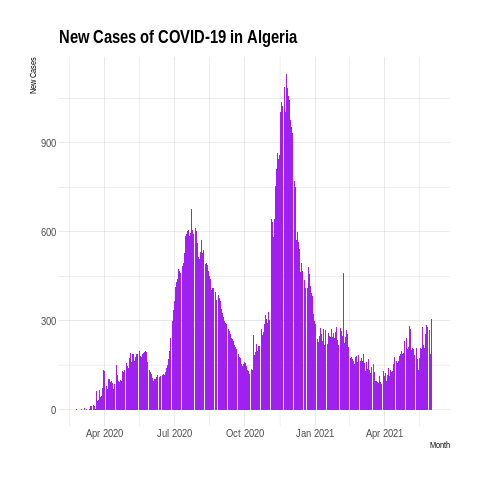 New Cases of COVID-19 in Algeria
New Cases
900
600
300
0
Apr 2020 Jul 2020 Oct 2020 Jan 2021 Apr 2021
Month